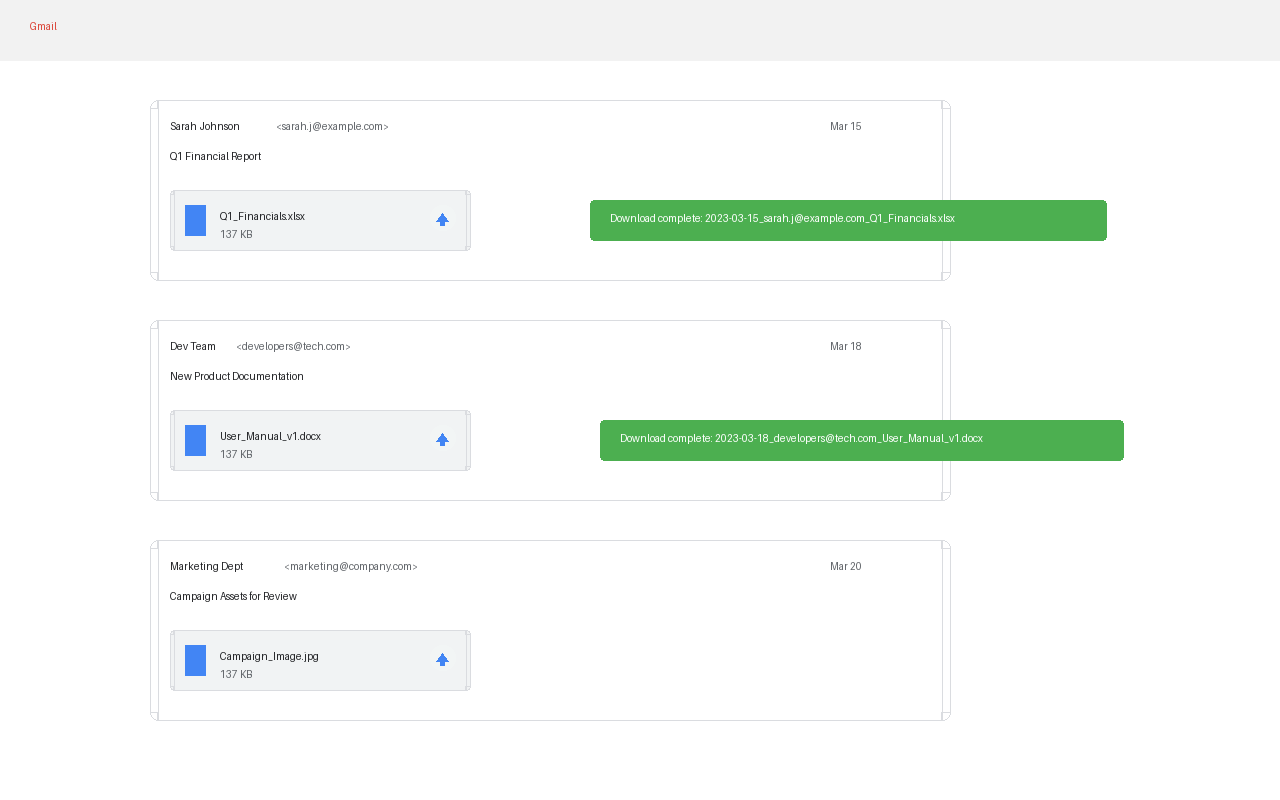 Gmail
Sarah Johnson <sarah.j@example.com> Mar 15
Q1 Financial Report
Q1_Financials.xlsx
137 KB
Download complete: 2023-03-15_sarah.j@example.com_Q1_Financials.xlsx
Dev Team <developers@tech.com> Mar 18
New Product Documentation
User_Manual_v1.docx
137 KB
Download complete: 2023-03-18_developers@tech.com_User_Manual_v1.docx
Marketing Dept <marketing@company.com> Mar 20
Campaign Assets for Review
Campaign_Image.jpg
137 KB